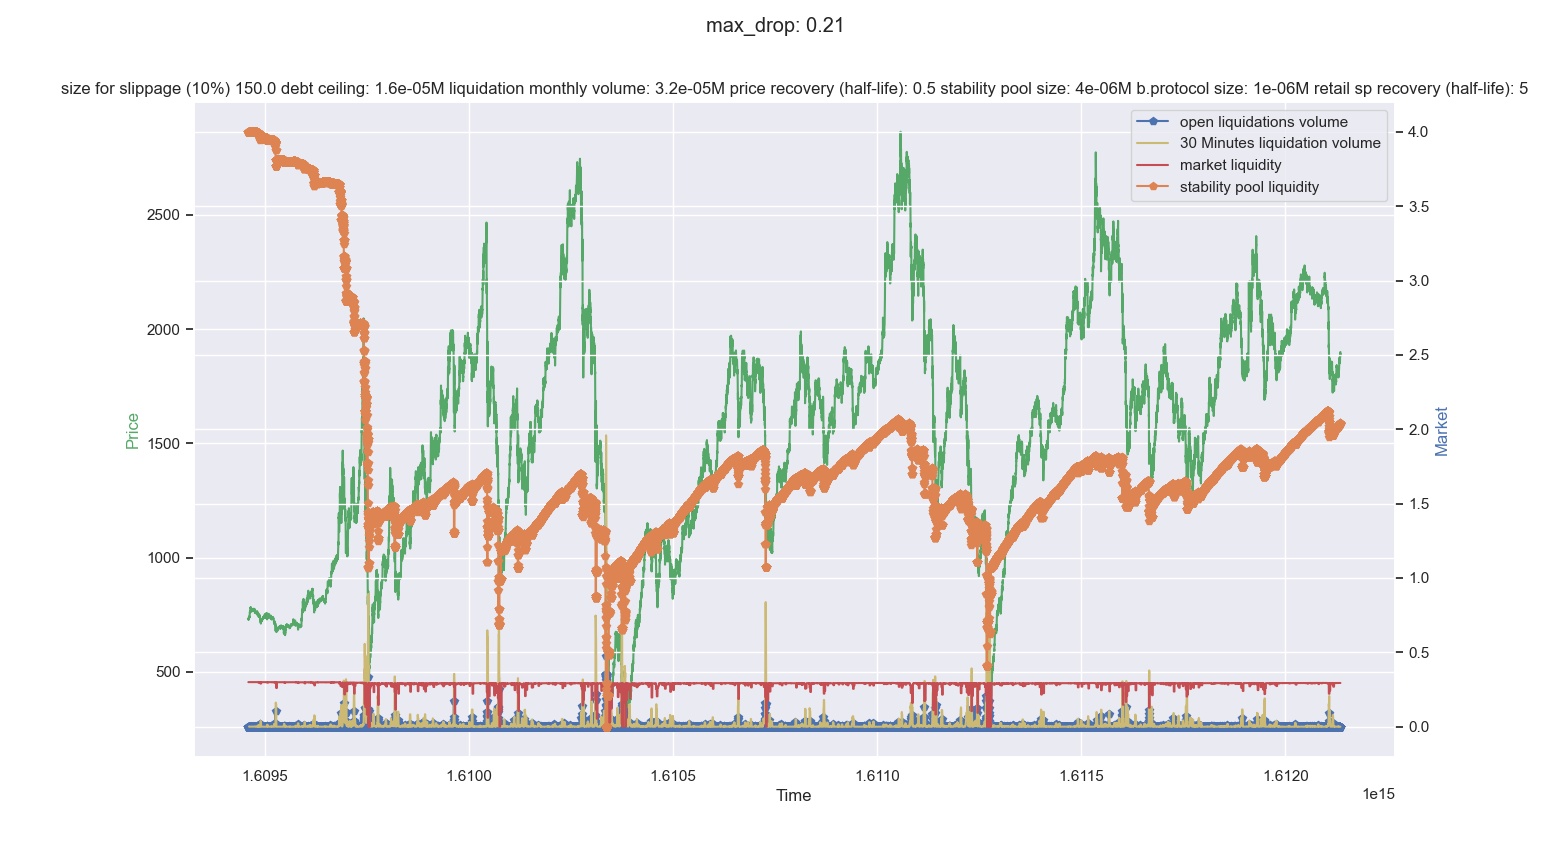 max_drop: 0.21
size for slippage (10%) 150.0 debt ceiling: 1.6e-05M liquidation monthly volume: 3.2e-05M price recovery (half-life): 0.5 stability pool size: 4e-06M b.protocol size: 1e-06M retail sp recovery (half-life): 5
open liquidations volume
30 Minutes liquidation volume
market liquidity
stability pool liquidity
Price
2500
2000
1500
1000
500
4.0
3.5
3.0
2.5
2.0
1.5
1.0
0.5
0.0
Market
1.6095 1.6100 1.6105 1.6110 1.6115 1.6120
Time
1e15